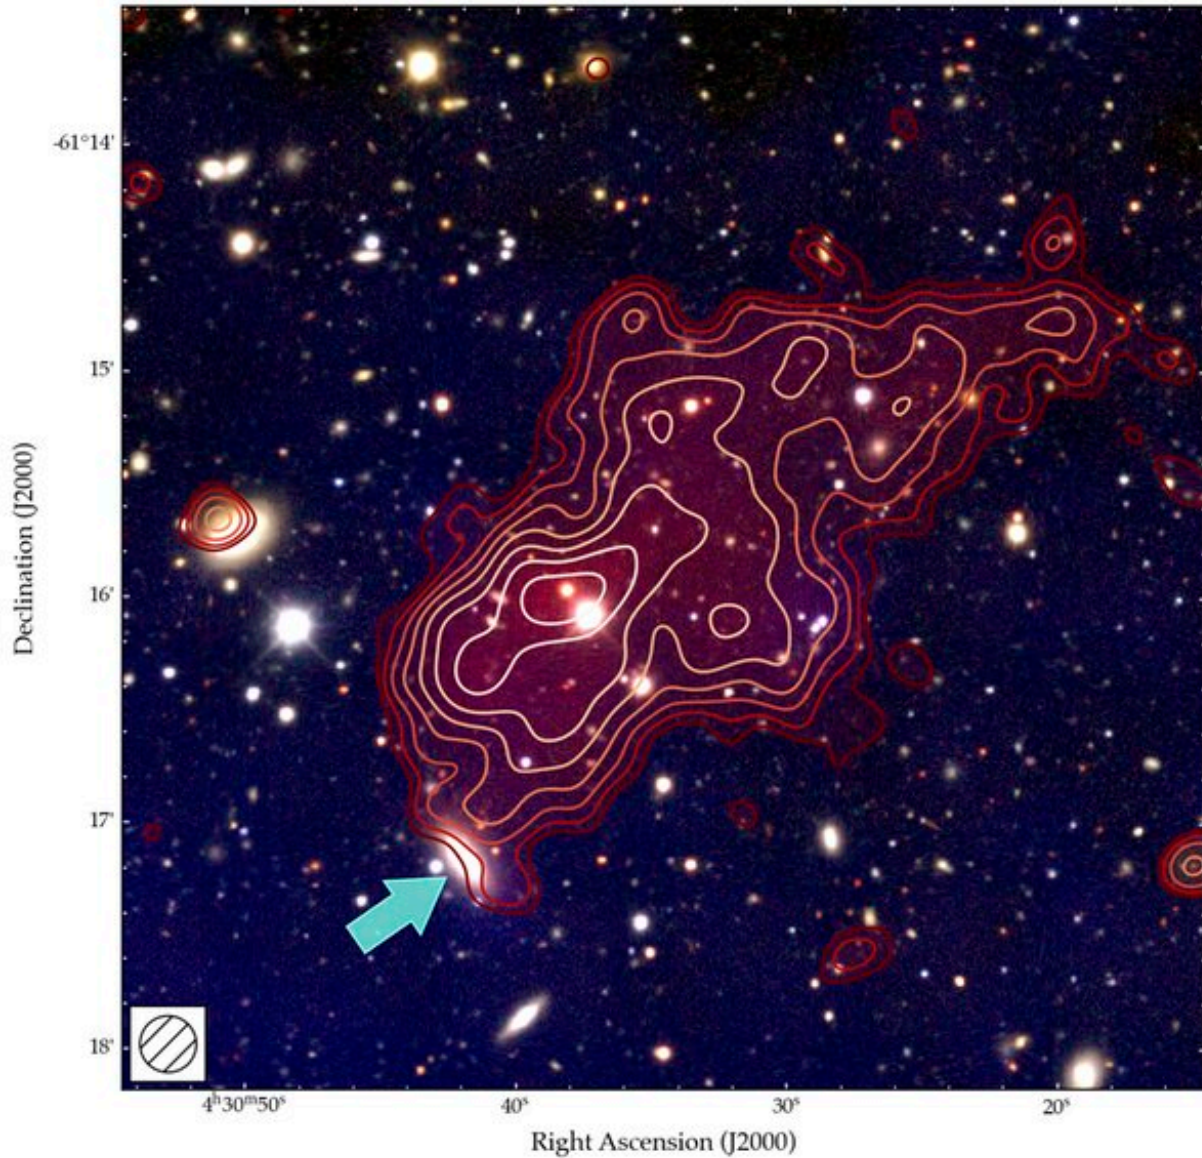 -61°14'
15'
16'
17'
18'
Declination (J2000)
4ʰ30ᵐ50ˢ
40ˢ
30ˢ
20ˢ
Right Ascension (J2000)